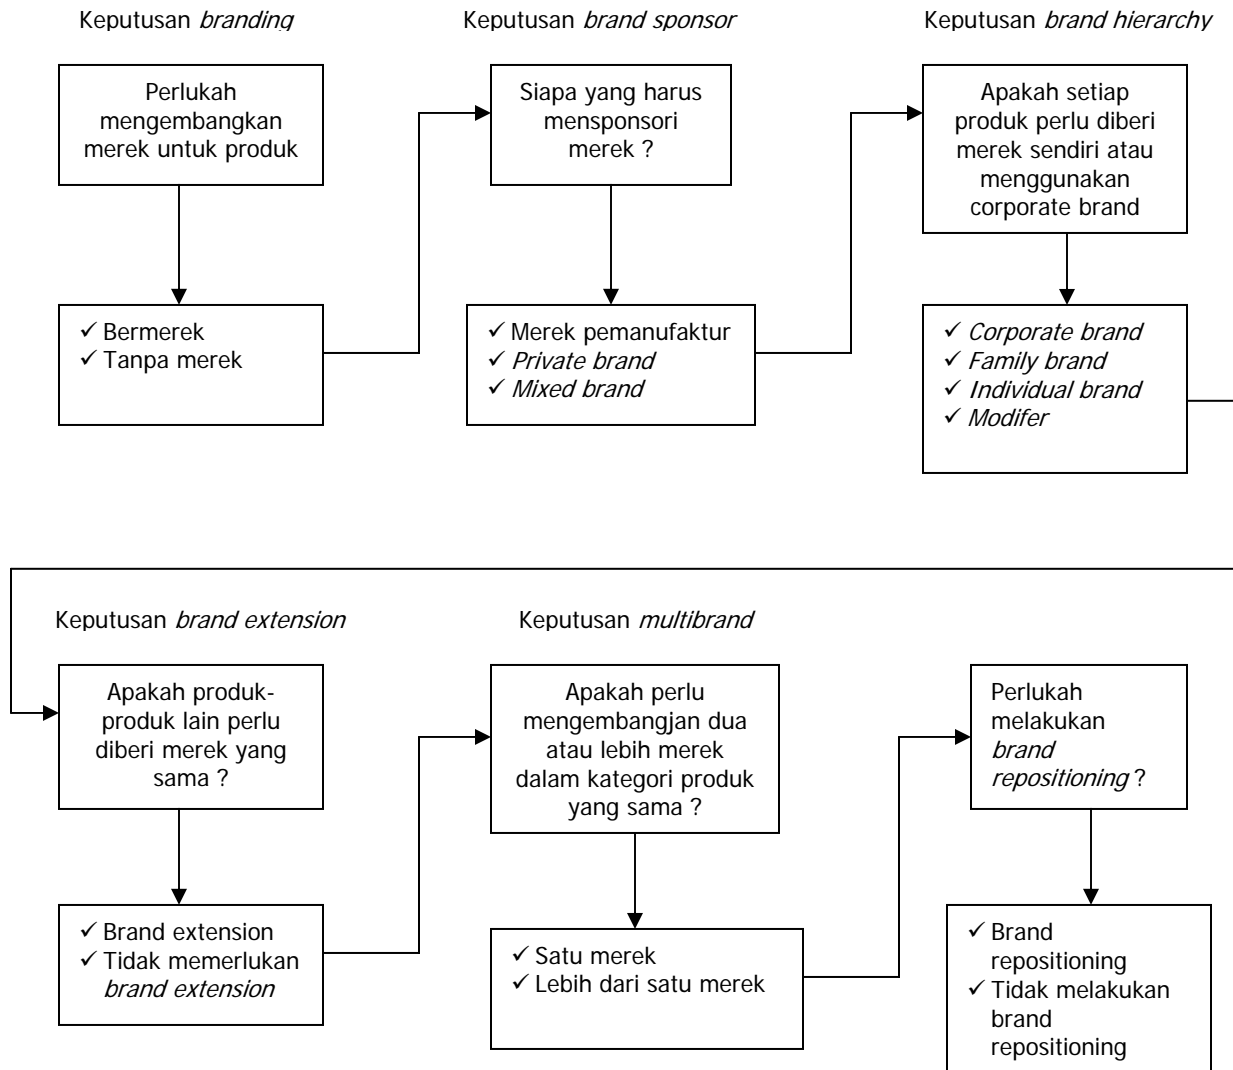 Keputusan branding
Keputusan brand sponsor
Keputusan brand hierarchy
Perlukah
mengembangkan
merek untuk produk
Siapa yang harus
mensponsori
merek ?
Apakah setiap
produk perlu diberi
merek sendiri atau
menggunakan
corporate brand
✓ Bermerek
✓ Tanpa merek
✓ Merek pemanufaktur
✓ Private brand
✓ Mixed brand
✓ Corporate brand
✓ Family brand
✓ Individual brand
✓ Modifer
Keputusan brand extension
Keputusan multibrand
Apakah produk-
produk lain perlu
diberi merek yang
sama ?
Apakah perlu
mengembangjan dua
atau lebih merek
dalam kategori produk
yang sama ?
Perlukah
melakukan
brand
repositioning ?
✓ Brand extension
✓ Tidak memerlukan
brand extension
✓ Satu merek
✓ Lebih dari satu merek
✓ Brand
repositioning
✓ Tidak melakukan
brand
repositioning